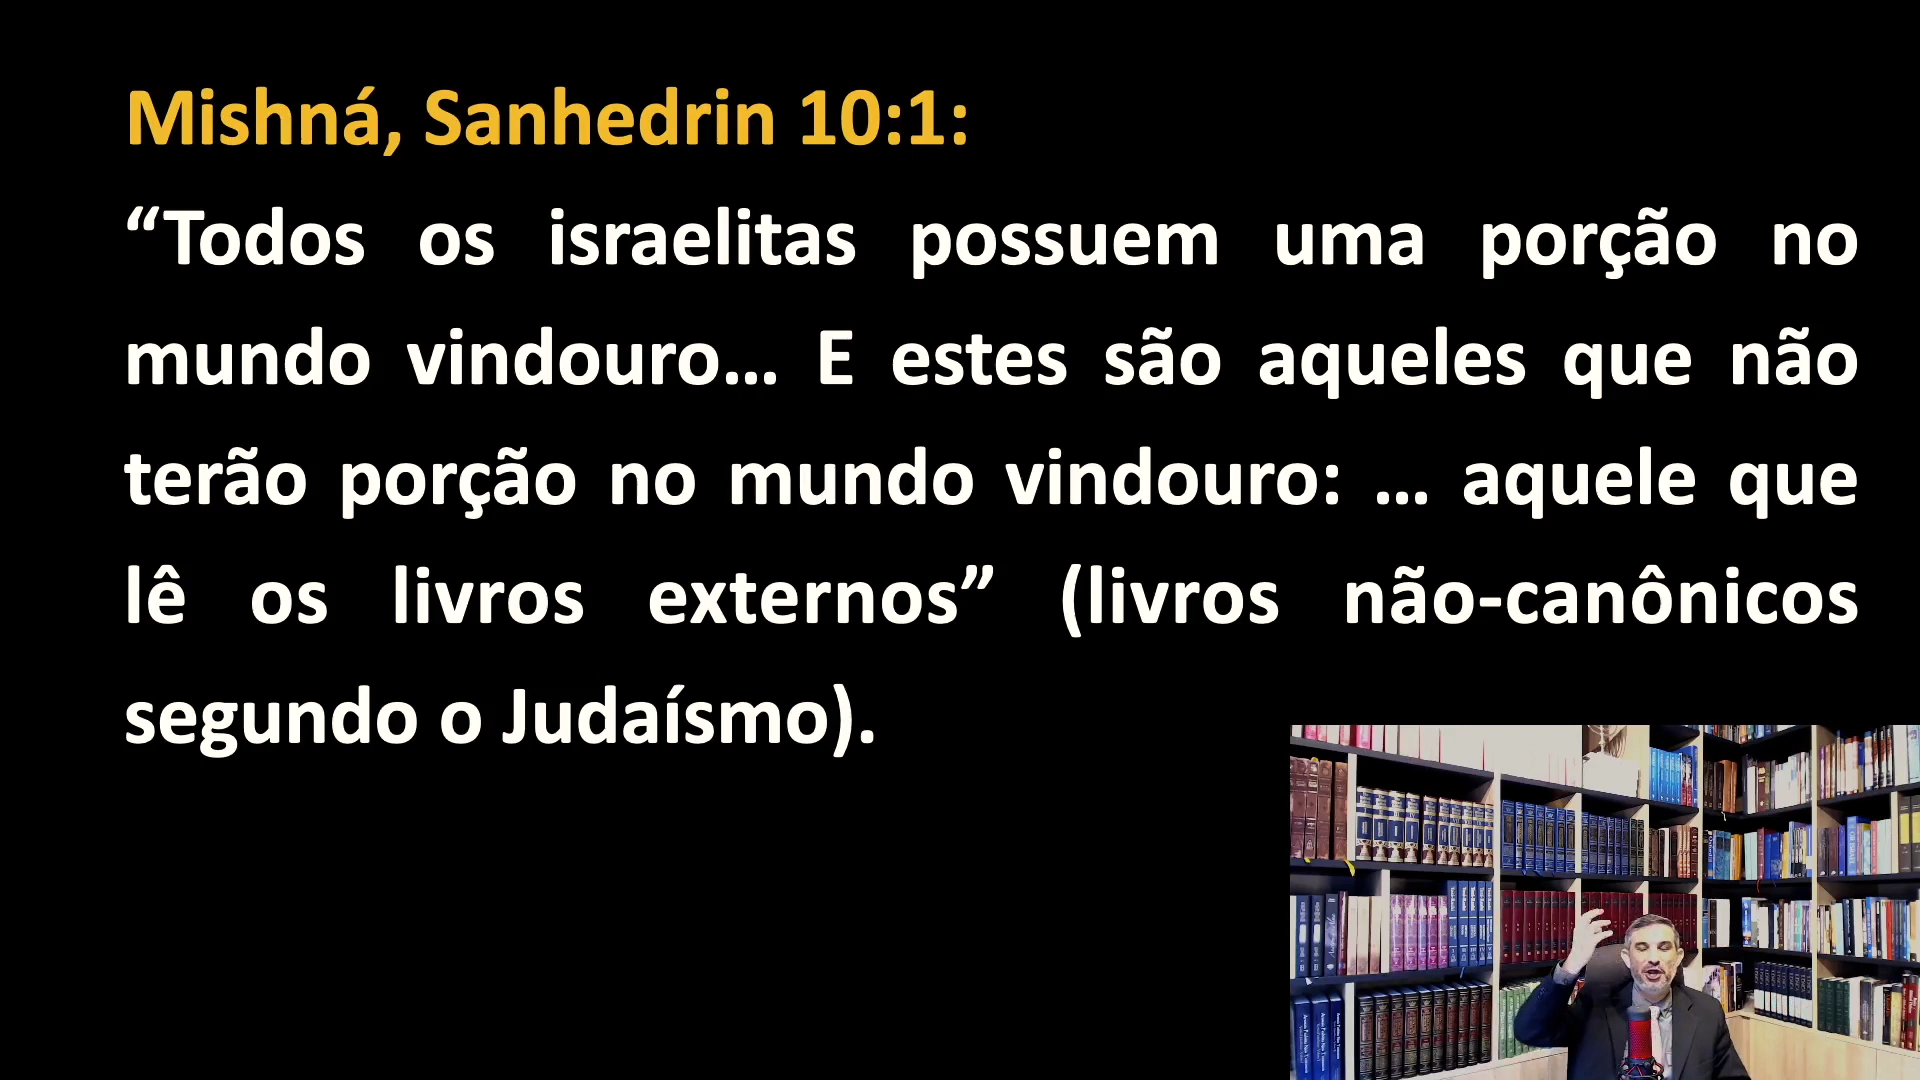 Mishná, Sanhedrin 10:1:
“Todos os israelitas possuem uma porção no
mundo vindouro... E estes são aqueles que não
terão porção no mundo vindouro: ... aquele que
lê os livros externos” (livros não-canônicos
segundo o Judaísmo).